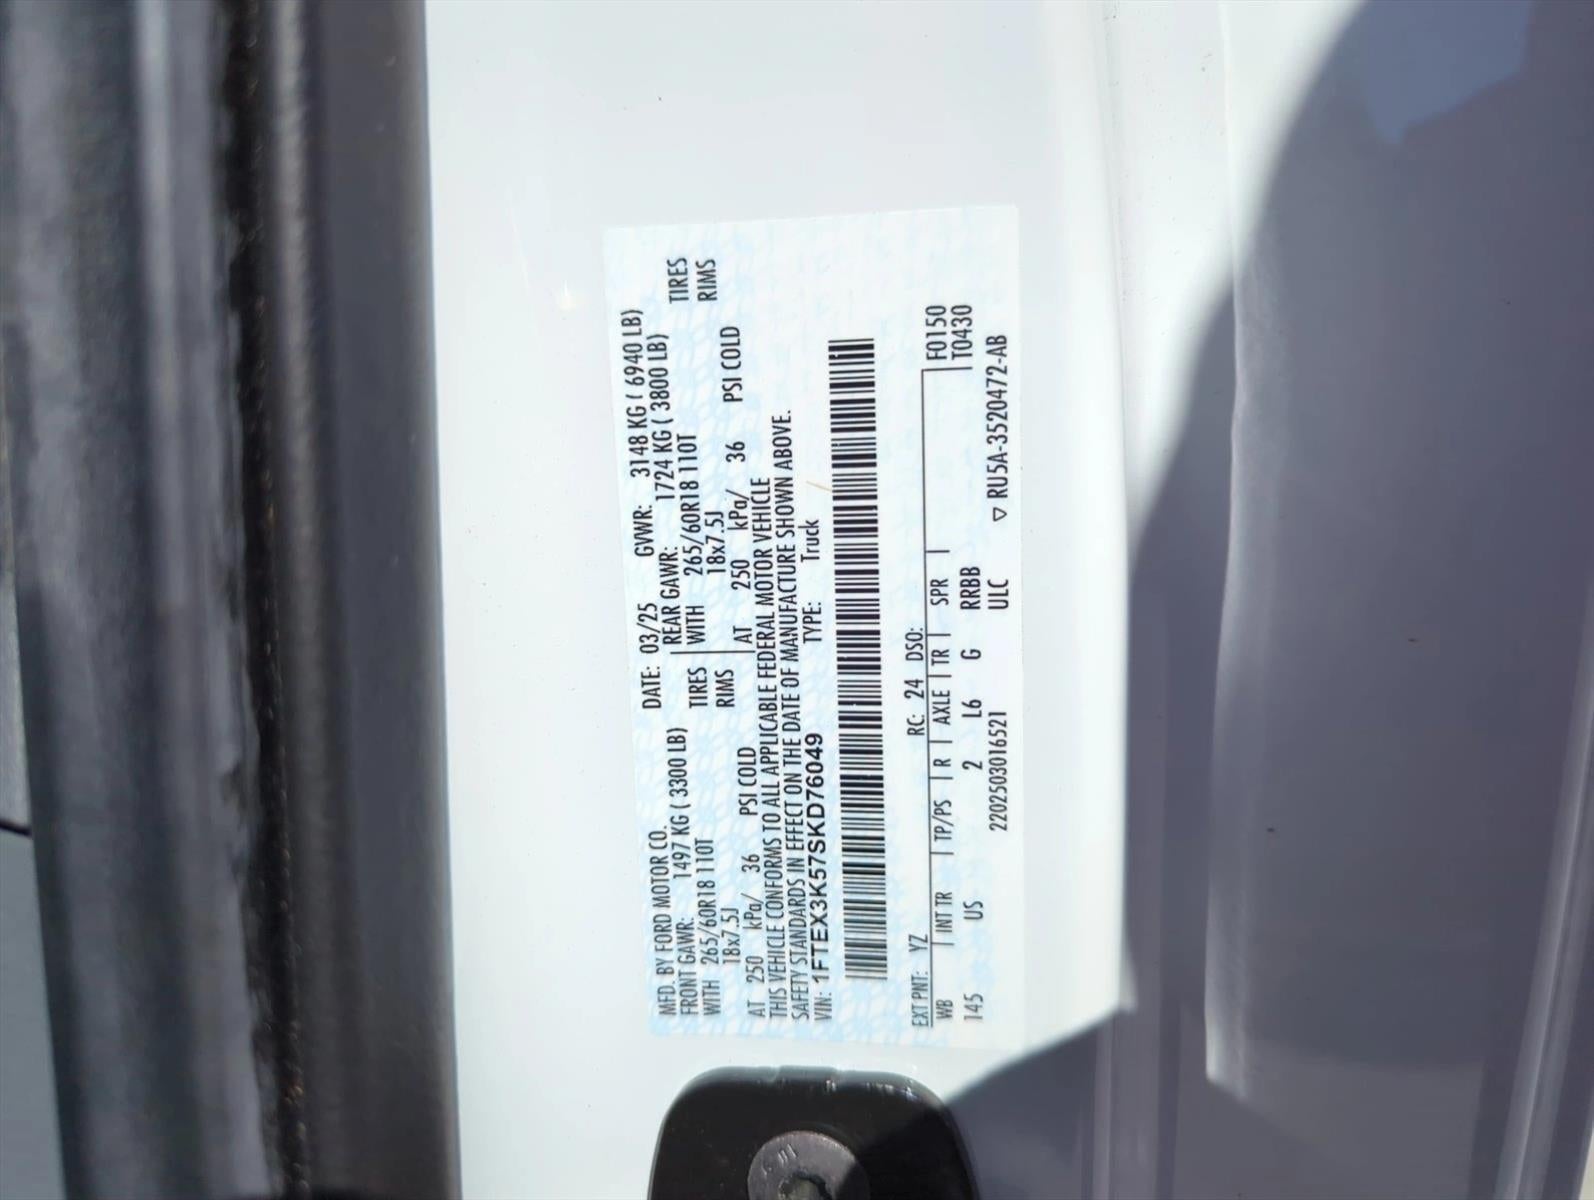 MFD. BY FORD MOTOR CO. DATE: 03/25 GVWR: 3148 KG ( 6940 LB)
FRONT GAWR: 1497 KG ( 3300 LB) REAR GAWR: 1724 KG ( 3800 LB)
WITH 265/60R18 110T TIRES WITH 265/60R18 110T TIRES
18x7.5J RIMS 18x7.5J RIMS
AT 250 kPa/ 36 PSI COLD AT 250 kPa/ 36 PSI COLD
THIS VEHICLE CONFORMS TO ALL APPLICABLE FEDERAL MOTOR VEHICLE
SAFETY STANDARDS IN EFFECT ON THE DATE OF MANUFACTURE SHOWN ABOVE.
VIN: 1FTEX3K57SKD76049 TYPE: Truck
EXT PNT: YZ RC: 24 DSO: F0150
WB INT TR TP/PS R AXLE TR SPR T0430
145 US 2 L6 G RRBB
2202503016521 ULC ▽ RU5A-3520472-AB